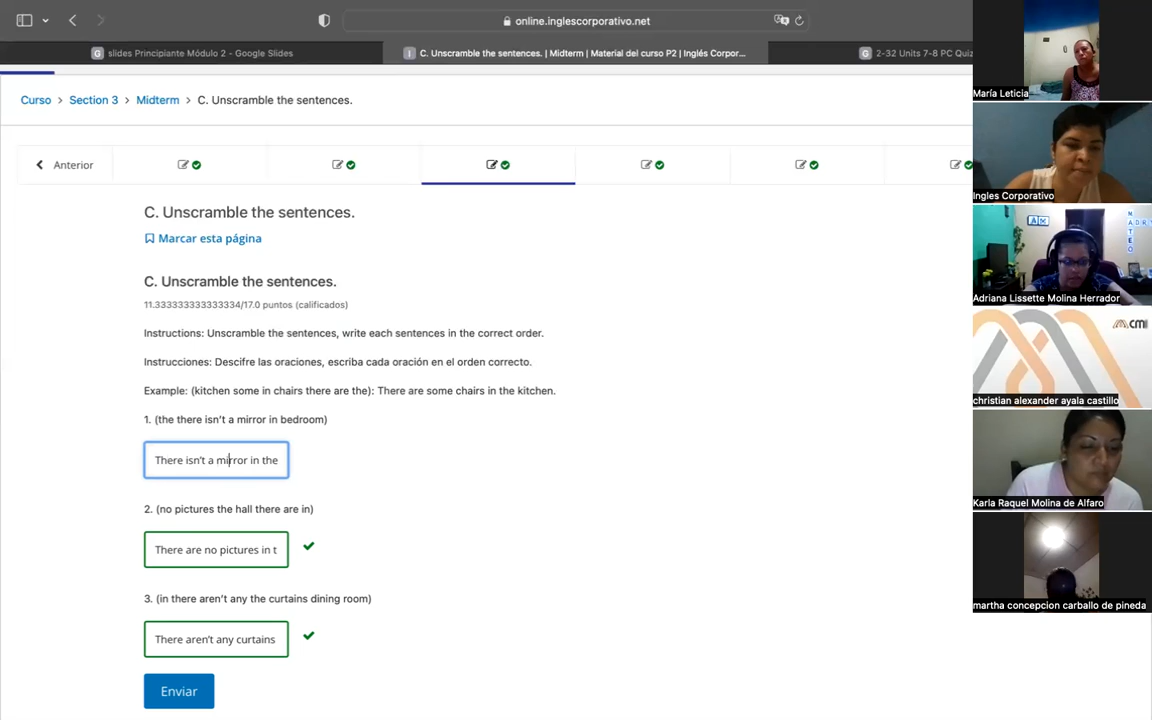 online.inglescorporativo.net
slides Principiante Módulo 2 - Google Slides
C. Unscramble the sentences. | Midterm | Material del curso P2 | Inglés Corpor...
2-32 Units 7-8 PC Quiz
Curso > Section 3 > Midterm > C. Unscramble the sentences.
Anterior
C. Unscramble the sentences.
Marcar esta página
C. Unscramble the sentences.
11.333333333333334/17.0 puntos (calificados)
Instructions: Unscramble the sentences, write each sentences in the correct order.
Instrucciones: Descifre las oraciones, escriba cada oración en el orden correcto.
Example: (kitchen some in chairs there are the): There are some chairs in the kitchen.
1. (the there isn't a mirror in bedroom)
There isn't a mirror in the
2. (no pictures the hall there are in)
There are no pictures in t
3. (in there aren't any the curtains dining room)
There aren't any curtains
Enviar
María Leticia
Ingles Corporativo
Adriana Lissette Molina Herrador
cmi
christian alexander ayala castillo
Karla Raquel Molina de Alfaro
martha concepcion carballo de pineda